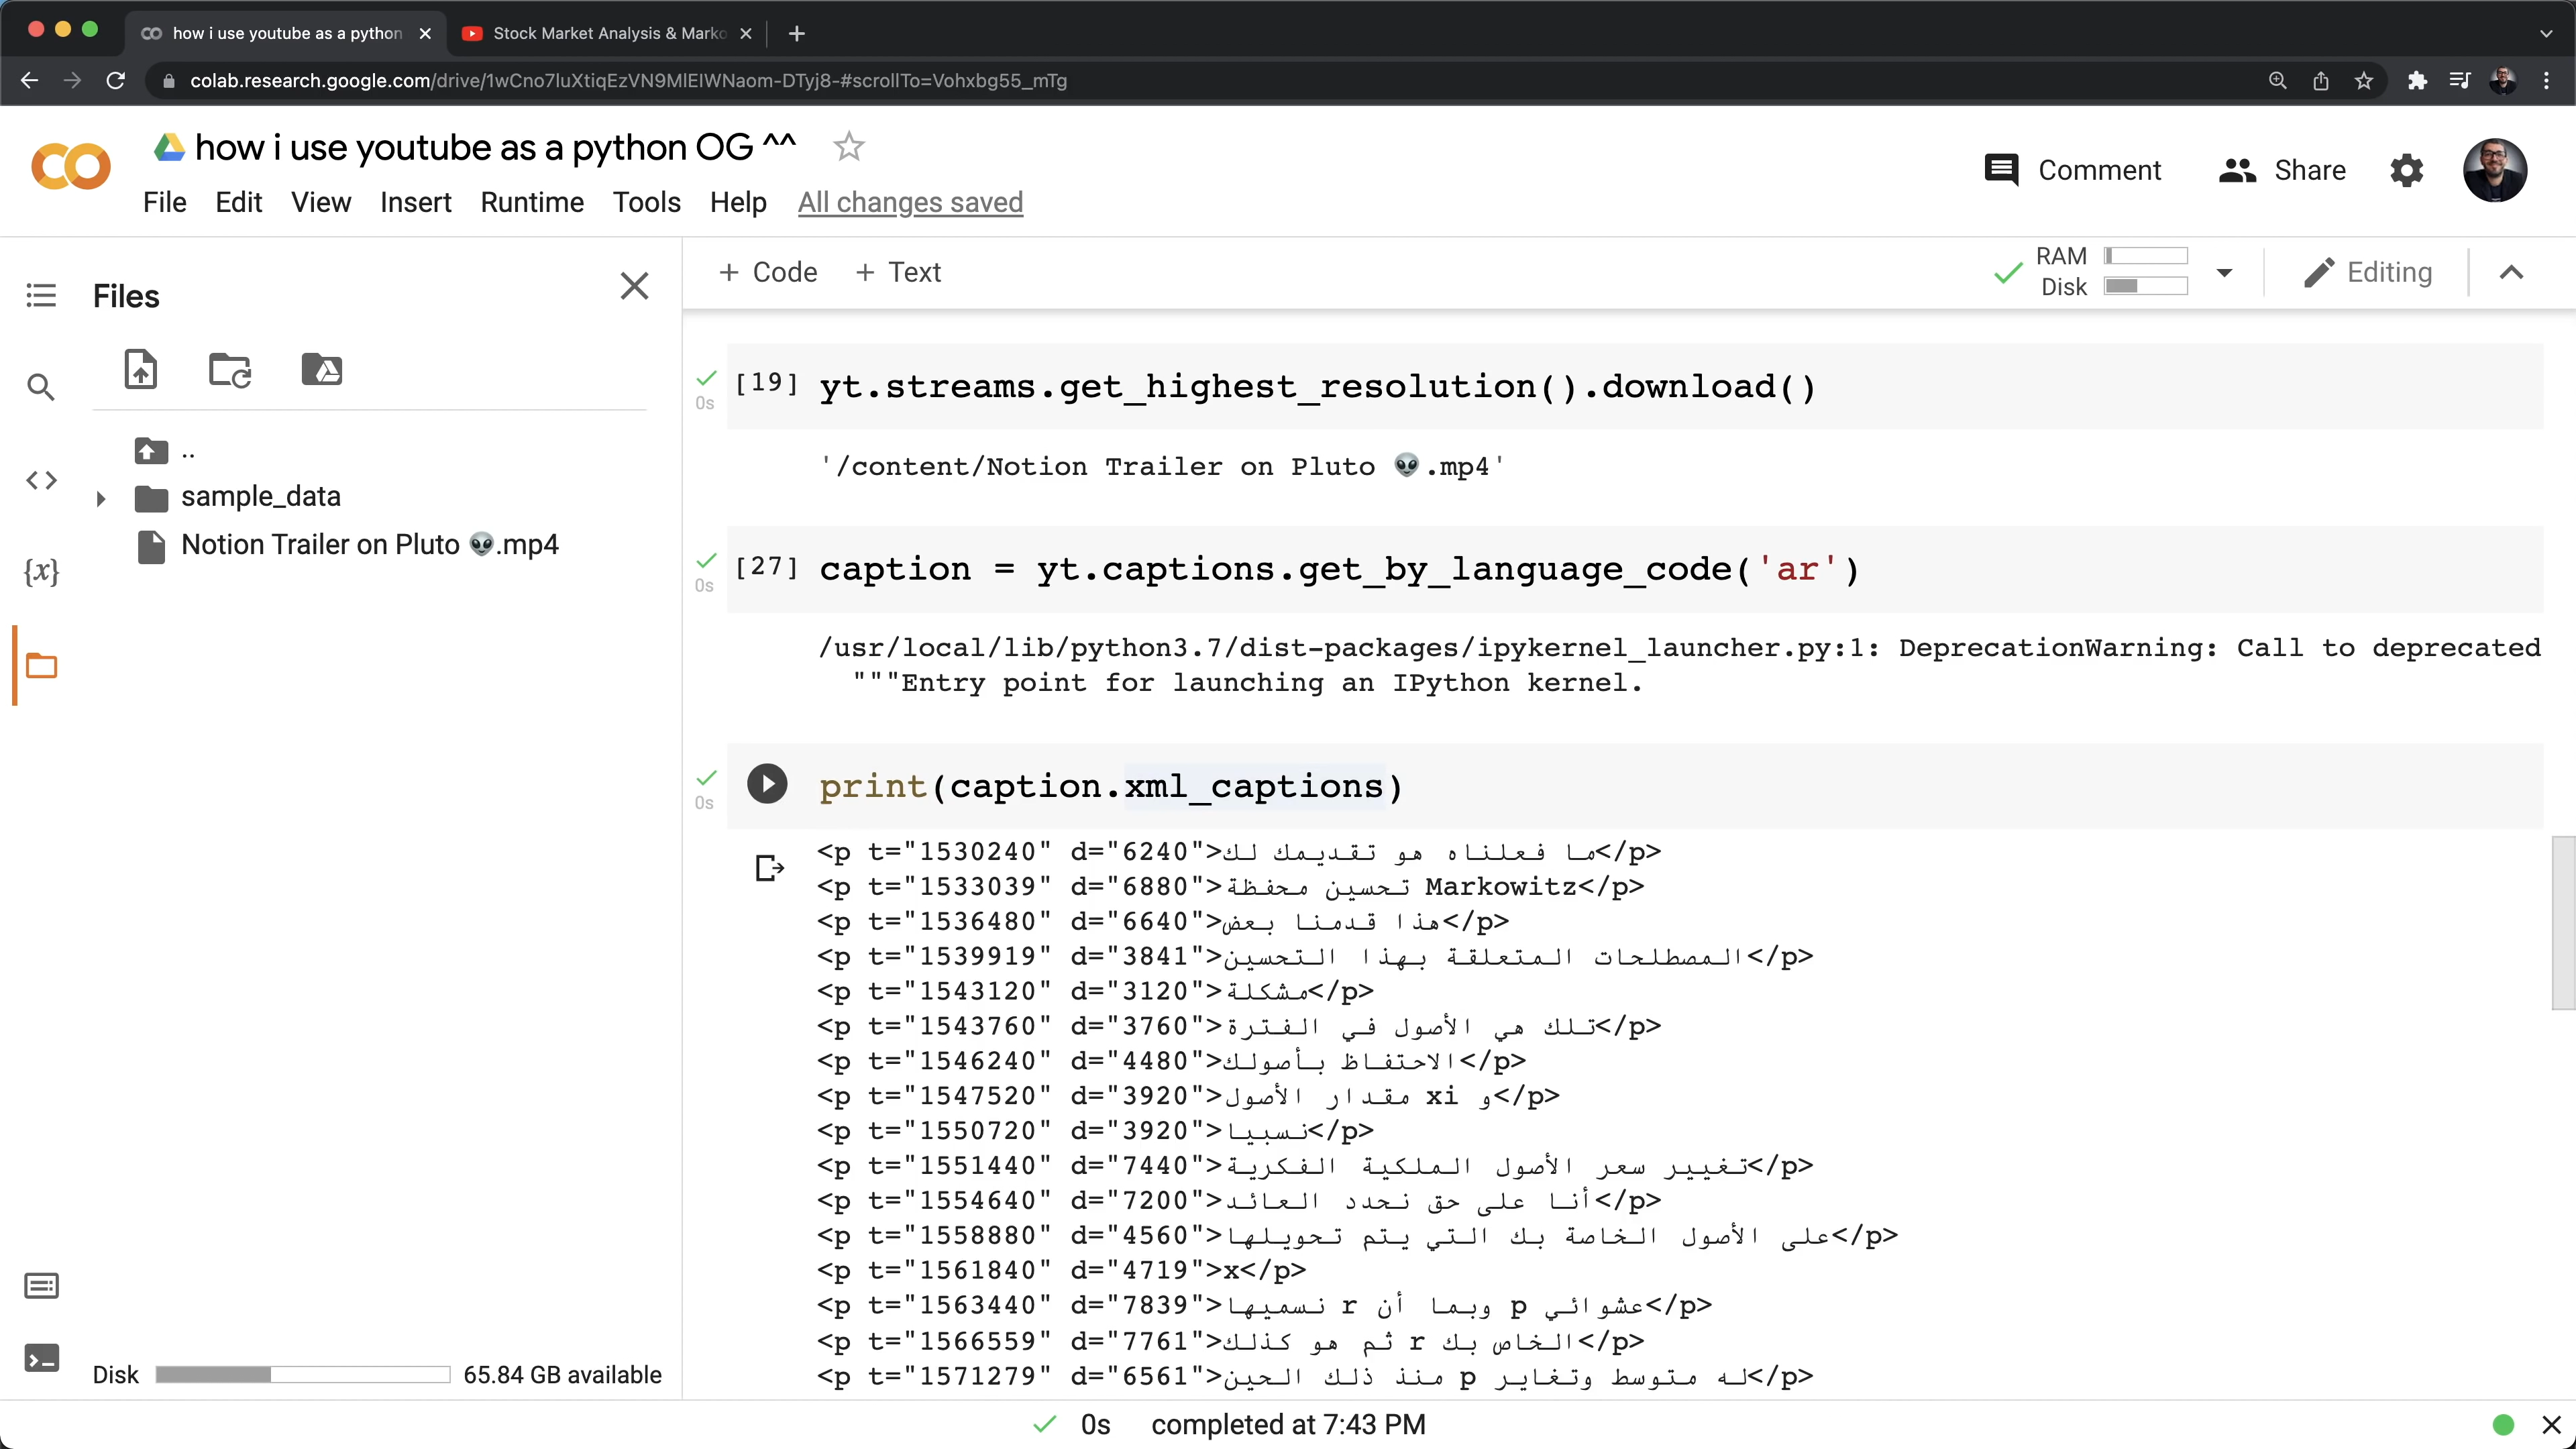 how i use youtube as a python
Stock Market Analysis & Marko
colab.research.google.com/drive/1wCno7luXtiqEzVN9MlElWNaom-DTyj8-#scrollTo=Vohxbg55_mTg
how i use youtube as a python OG ^^
Comment
Share
File Edit View Insert Runtime Tools Help All changes saved
Files
+ Code + Text
RAM
Disk
Editing
..
sample_data
Notion Trailer on Pluto 👽.mp4
{x}
0s
[19] yt.streams.get_highest_resolution().download()
'/content/Notion Trailer on Pluto 👽.mp4'
0s
[27] caption = yt.captions.get_by_language_code('ar')
/usr/local/lib/python3.7/dist-packages/ipykernel_launcher.py:1: DeprecationWarning: Call to deprecated
"""Entry point for launching an IPython kernel.
0s
print(caption.xml_captions)
<p t="1530240" d="6240">ما فعلناه هو تقديمك لك</p>
<p t="1533039" d="6880">تحسين محفظة Markowitz</p>
<p t="1536480" d="6640">هذا قدمنا بعض</p>
<p t="1539919" d="3841">المصطلحات المتعلقة بهذا التحسين</p>
<p t="1543120" d="3120">مشكلة</p>
<p t="1543760" d="3760">تلك هي الأصول في الفترة</p>
<p t="1546240" d="4480">الاحتفاظ بأصولك</p>
<p t="1547520" d="3920">و xi مقدار الأصول</p>
<p t="1550720" d="3920">نسبيا</p>
<p t="1551440" d="7440">تغيير سعر الأصول الملكية الفكرية</p>
<p t="1554640" d="7200">أنا على حق نحدد العائد</p>
<p t="1558880" d="4560">على الأصول الخاصة بك التي يتم تحويلها</p>
<p t="1561840" d="4719">x</p>
<p t="1563440" d="7839">عشوائي p وبما أن r نسميها</p>
<p t="1566559" d="7761">الخاص بك r ثم هو كذلك</p>
<p t="1571279" d="6561">له متوسط وتغاير p منذ ذلك الحين</p>
Disk 65.84 GB available
0s completed at 7:43 PM